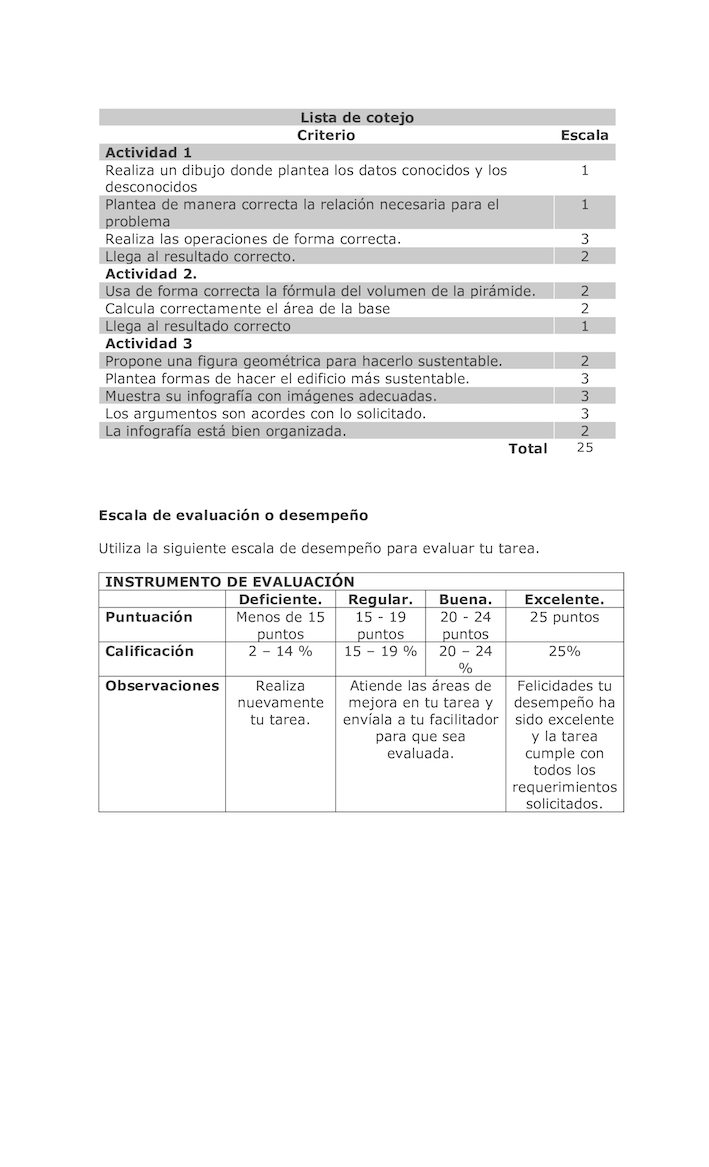 Lista de cotejo
Criterio Escala
Actividad 1
Realiza un dibujo donde plantea los datos conocidos y los 1
desconocidos
Plantea de manera correcta la relación necesaria para el 1
problema
Realiza las operaciones de forma correcta. 3
Llega al resultado correcto. 2
Actividad 2.
Usa de forma correcta la fórmula del volumen de la pirámide. 2
Calcula correctamente el área de la base 2
Llega al resultado correcto 1
Actividad 3
Propone una figura geométrica para hacerlo sustentable. 2
Plantea formas de hacer el edificio más sustentable. 3
Muestra su infografía con imágenes adecuadas. 3
Los argumentos son acordes con lo solicitado. 3
La infografía está bien organizada. 2
Total 25
Escala de evaluación o desempeño
Utiliza la siguiente escala de desempeño para evaluar tu tarea.
INSTRUMENTO DE EVALUACIÓN
Deficiente. Regular. Buena. Excelente.
Puntuación Menos de 15 15 - 19 20 - 24 25 puntos
puntos puntos puntos
Calificación 2 – 14 % 15 – 19 % 20 – 24 25%
%
Observaciones Realiza Atiende las áreas de Felicidades tu
nuevamente mejora en tu tarea y desempeño ha
tu tarea. envíala a tu facilitador sido excelente
para que sea y la tarea
evaluada. cumple con
todos los
requerimientos
solicitados.